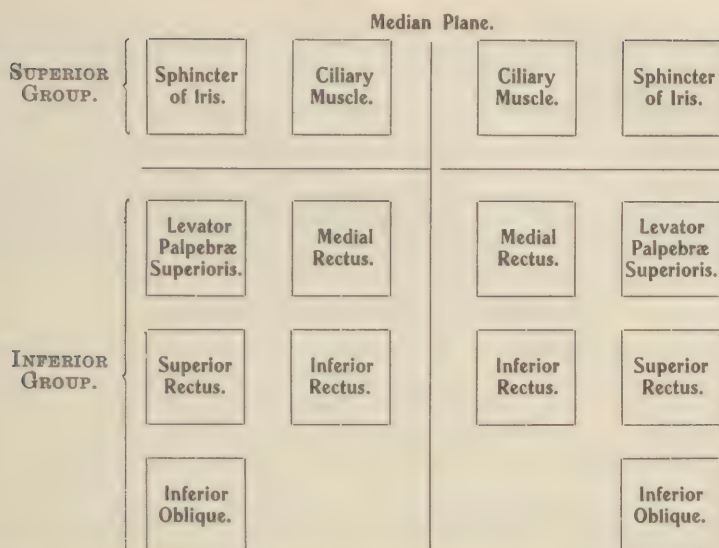 Median Plane.
SUPERIOR
GROUP.
Sphincter
of Iris.
Ciliary
Muscle.
Ciliary
Muscle.
Sphincter
of Iris.
Levator
Palpebræ
Superioris.
Medial
Rectus.
Medial
Rectus.
Levator
Palpebræ
Superioris.
INFERIOR
GROUP.
Superior
Rectus.
Inferior
Rectus.
Inferior
Rectus.
Superior
Rectus.
Inferior
Oblique.
Inferior
Oblique.